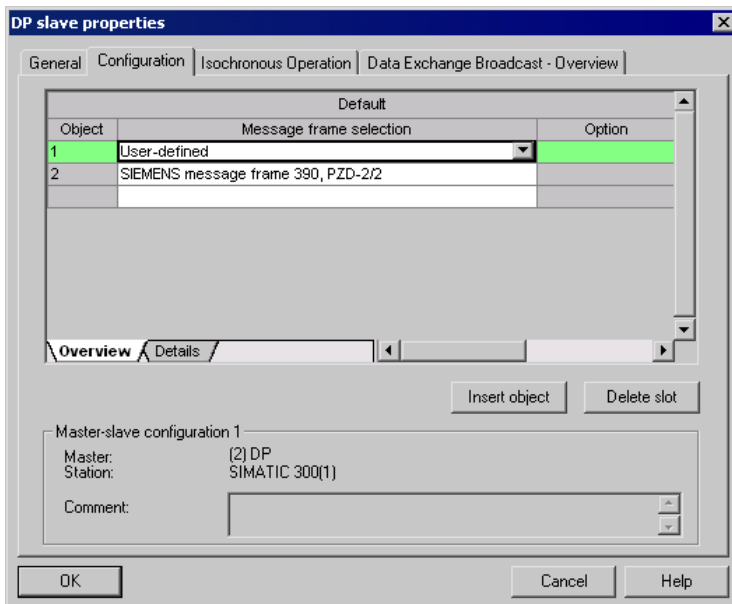 DP slave properties
General Configuration Isochronous Operation Data Exchange Broadcast - Overview
Default
Object Message frame selection Option
1 User-defined
2 SIEMENS message frame 390, PZD-2/2
Overview Details
Insert object Delete slot
Master-slave configuration 1
Master: (2) DP
Station: SIMATIC 300(1)
Comment:
OK Cancel Help